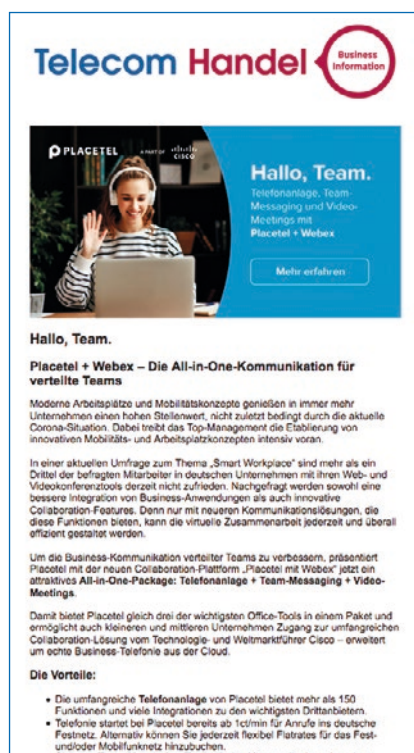 Telecom Handel
Business
Information
PLACETEL
A PART OF
CISCO
Hallo, Team.
Telefonanlage, Team-
Messaging und Video-
Meetings mit
Placetel + Webex
Mehr erfahren
Hallo, Team.
Placetel + Webex – Die All-in-One-Kommunikation für
verteilte Teams
Moderne Arbeitsplätze und Mobilitätskonzepte genießen in immer mehr
Unternehmen einen hohen Stellenwert, nicht zuletzt bedingt durch die aktuelle
Corona-Situation. Dabei treibt das Top-Management die Etablierung von
innovativen Mobilitäts- und Arbeitsplatzkonzepten intensiv voran.
In einer aktuellen Umfrage zum Thema „Smart Workplace“ sind mehr als ein
Drittel der befragten Mitarbeiter in deutschen Unternehmen mit ihren Web- und
Videokonferenztools derzeit nicht zufrieden. Nachgefragt werden sowohl eine
bessere Integration von Business-Anwendungen als auch innovative
Collaboration-Features. Denn nur mit neueren Kommunikationslösungen, die
diese Funktionen bieten, kann die virtuelle Zusammenarbeit jederzeit und überall
effizient gestaltet werden.
Um die Business-Kommunikation verteilter Teams zu verbessern, präsentiert
Placetel mit der neuen Collaboration-Plattform „Placetel mit Webex“ jetzt ein
attraktives All-in-One-Package: Telefonanlage + Team-Messaging + Video-
Meetings.
Damit bietet Placetel gleich drei der wichtigsten Office-Tools in einem Paket und
ermöglicht auch kleineren und mittleren Unternehmen Zugang zur umfangreichen
Collaboration-Lösung vom Technologie- und Weltmarktführer Cisco – erweitert
um echte Business-Telefonie aus der Cloud.
Die Vorteile:
• Die umfangreiche Telefonanlage von Placetel bietet mehr als 150
Funktionen und viele Integrationen zu den wichtigsten Drittanbietern.
• Telefonie startet bei Placetel bereits ab 1ct/min für Anrufe ins deutsche
Festnetz. Alternativ können Sie jederzeit flexibel Flatrates für das Fest-
und/oder Mobilfunknetz hinzubuchen.